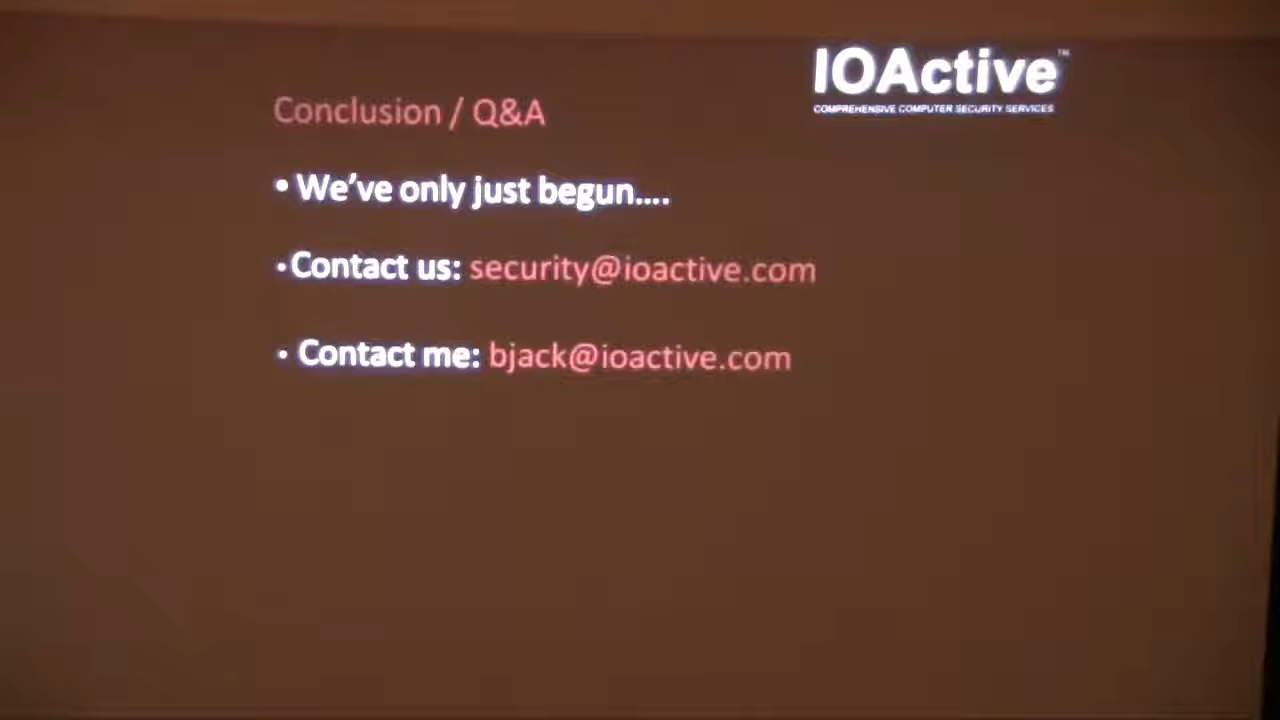 IOActive™
COMPREHENSIVE COMPUTER SECURITY SERVICES
Conclusion / Q&A
• We've only just begun....
• Contact us: security@ioactive.com
• Contact me: bjack@ioactive.com